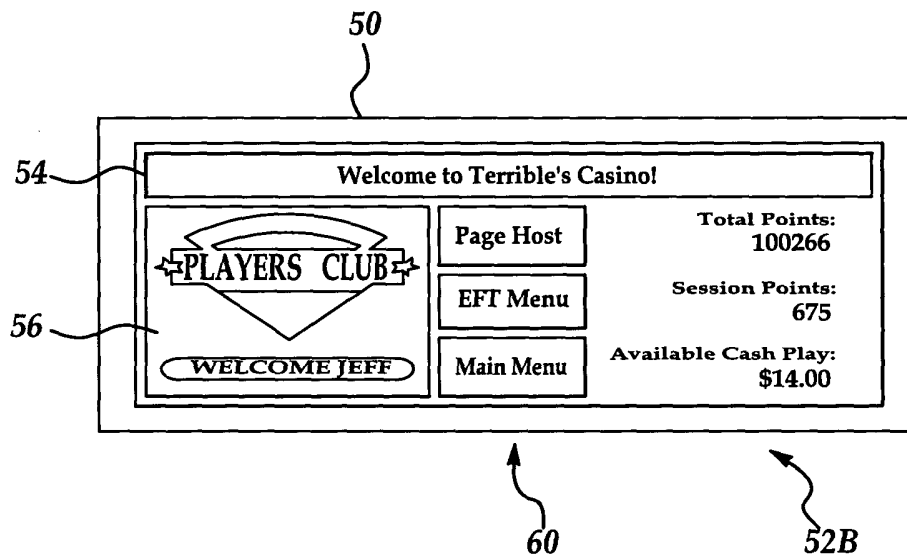 50
54
Welcome to Terrible's Casino!
PLAYERS CLUB
56
WELCOME JEFF
Page Host
EFT Menu
Main Menu
Total Points:
100266
Session Points:
675
Available Cash Play:
$14.00
60
52B